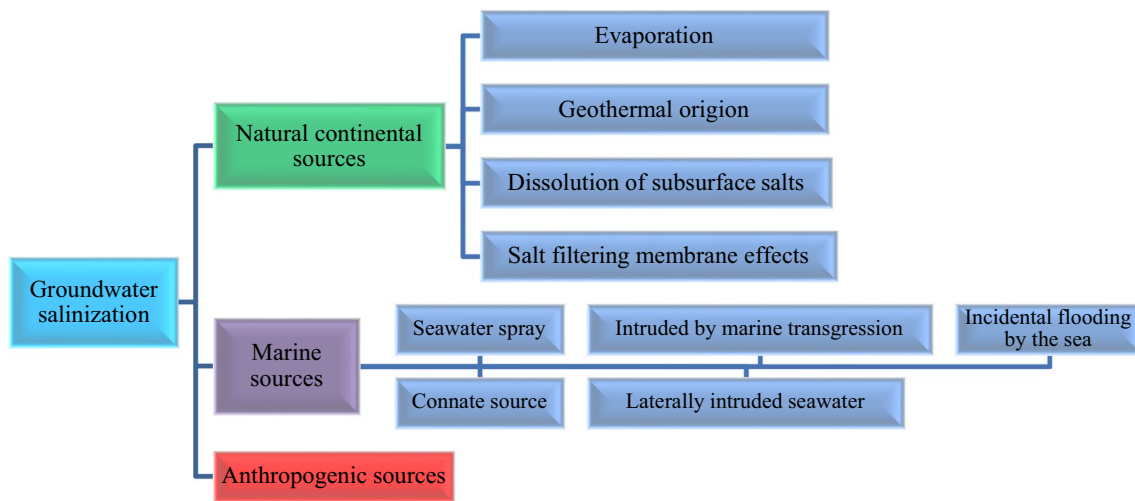 Evaporation
Geothermal origion
Natural continental
sources
Dissolution of subsurface salts
Salt filtering membrane effects
Groundwater
salinization
Seawater spray
Intruded by marine transgression
Incidental flooding
by the sea
Marine
sources
Connate source
Laterally intruded seawater
Anthropogenic sources